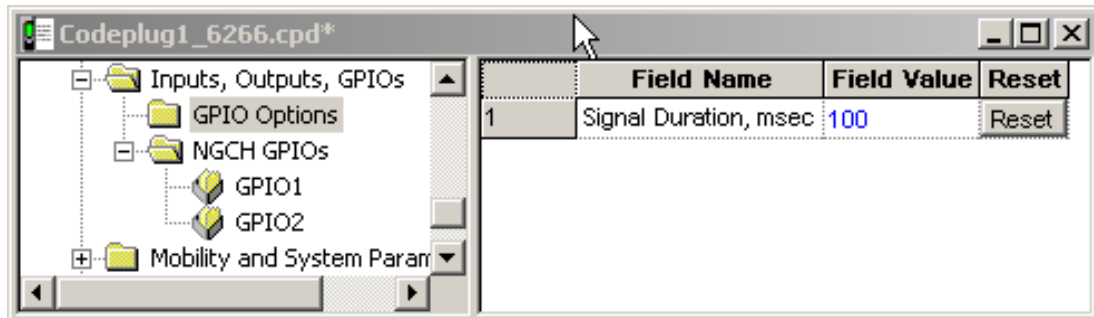 Codeplug1_6266.cpd*
Inputs, Outputs, GPIOs
GPIO Options
NGCH GPIOs
GPIO1
GPIO2
Mobility and System Param
Field Name Field Value Reset
1 Signal Duration, msec 100 Reset